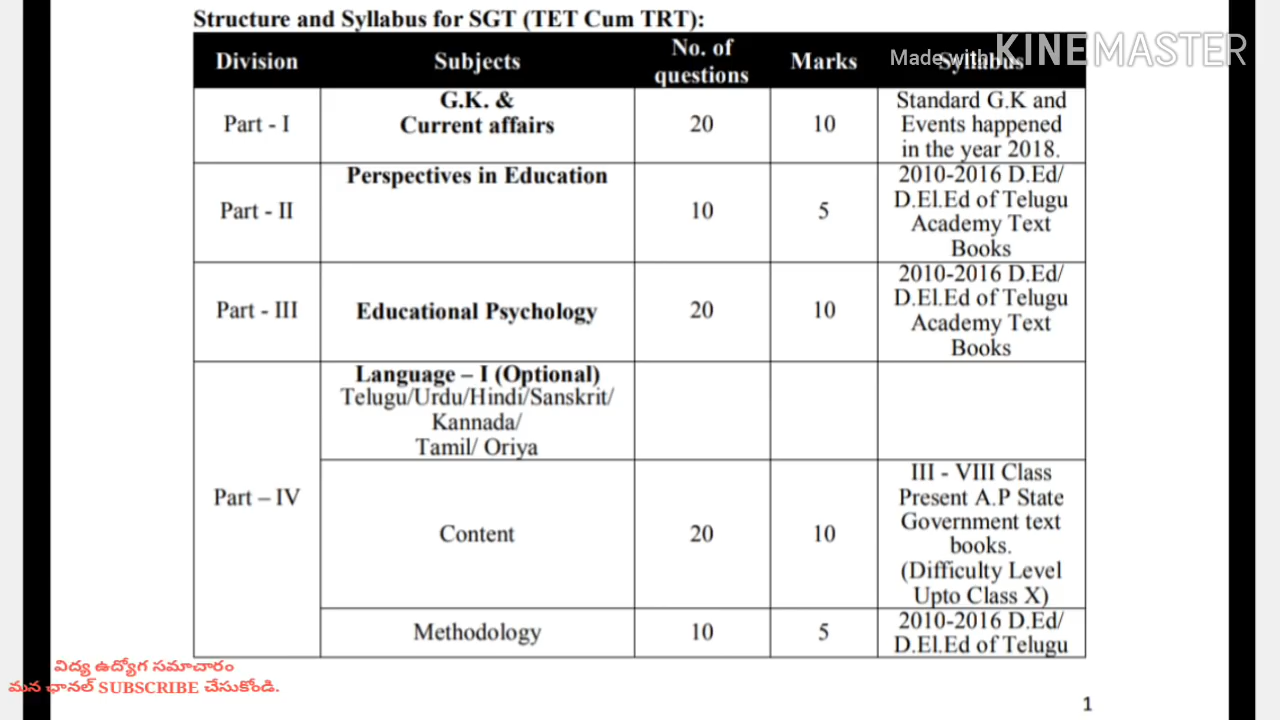 Structure and Syllabus for SGT (TET Cum TRT):
Division Subjects No. of questions Marks Syllabus
Made with KINEMASTER
Part - I
G.K. &
Current affairs
20
10
Standard G.K and
Events happened
in the year 2018.
Part - II
Perspectives in Education
10
5
2010-2016 D.Ed/
D.El.Ed of Telugu
Academy Text
Books
Part - III
Educational Psychology
20
10
2010-2016 D.Ed/
D.El.Ed of Telugu
Academy Text
Books
Part – IV
Language – I (Optional)
Telugu/Urdu/Hindi/Sanskrit/
Kannada/
Tamil/ Oriya
Content
20
10
III - VIII Class
Present A.P State
Government text
books.
(Difficulty Level
Upto Class X)
Methodology
10
5
2010-2016 D.Ed/
D.El.Ed of Telugu
విద్య ఉద్యోగ సమాచారం
మన ఛానల్ SUBSCRIBE చేసుకోండి.
1